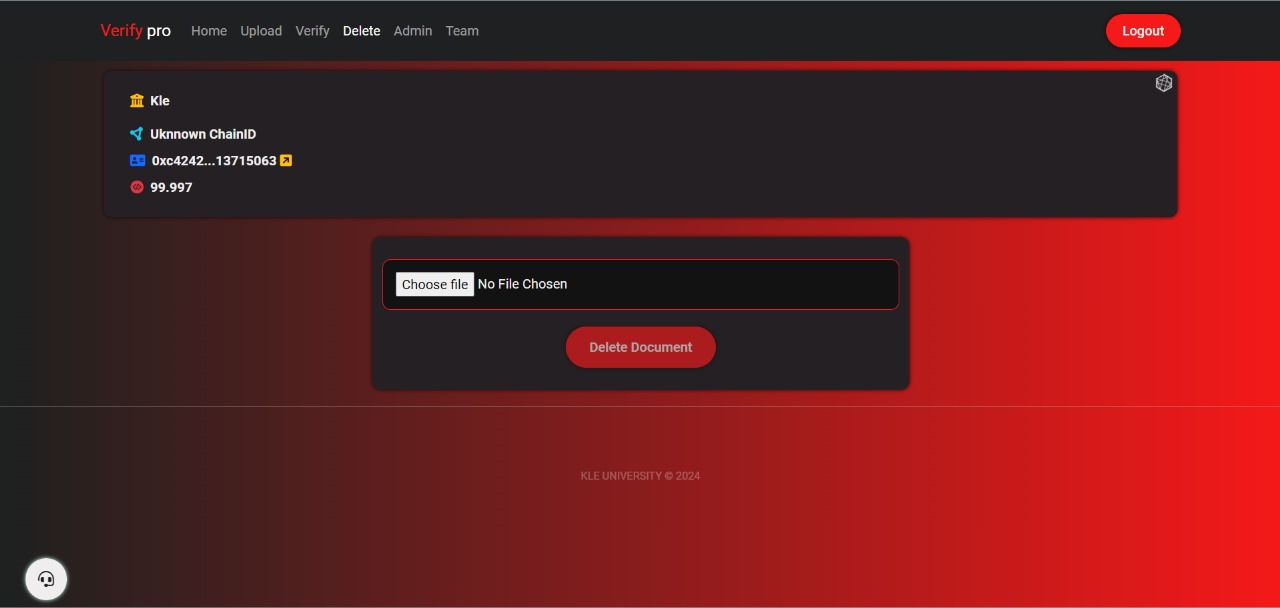 Verify pro Home Upload Verify Delete Admin Team Logout
Kle
Uknnown ChainID
0xc4242...13715063
99.997
Choose file No File Chosen
Delete Document
KLE UNIVERSITY © 2024